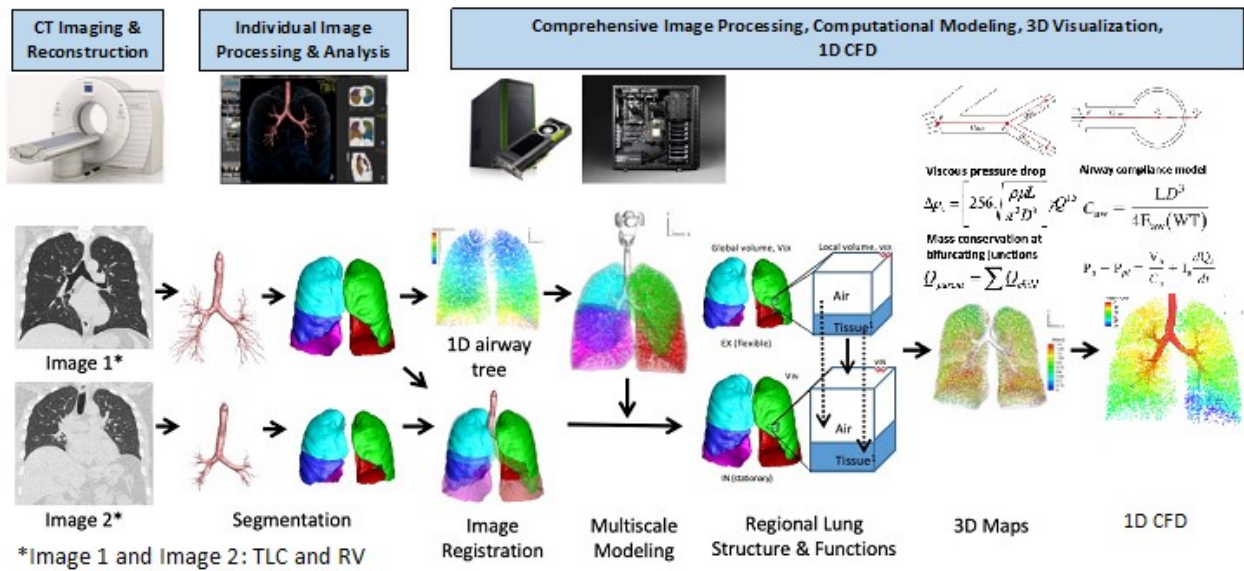 CT Imaging &
Reconstruction
Individual Image
Processing & Analysis
Comprehensive Image Processing, Computational Modeling, 3D Visualization,
1D CFD
Viscous pressure drop
Airway compliance model
Mass conservation at
bifurcating junctions
Global volume, VEX
Local volume, vEX
Air
Tissue
EX (flexible)
VIN
vIN
Air
Tissue
IN (stationary)
Image 1*
1D airway
tree
Image 2*
Segmentation
Image
Registration
Multiscale
Modeling
Regional Lung
Structure & Functions
3D Maps
1D CFD
*Image 1 and Image 2: TLC and RV